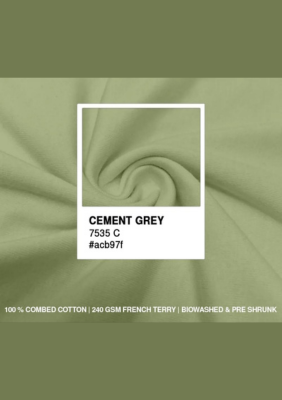 CEMENT GREY
7535 C
#acb97f
100 % COMBED COTTON | 240 GSM FRENCH TERRY | BIOWASHED & PRE SHRUNK